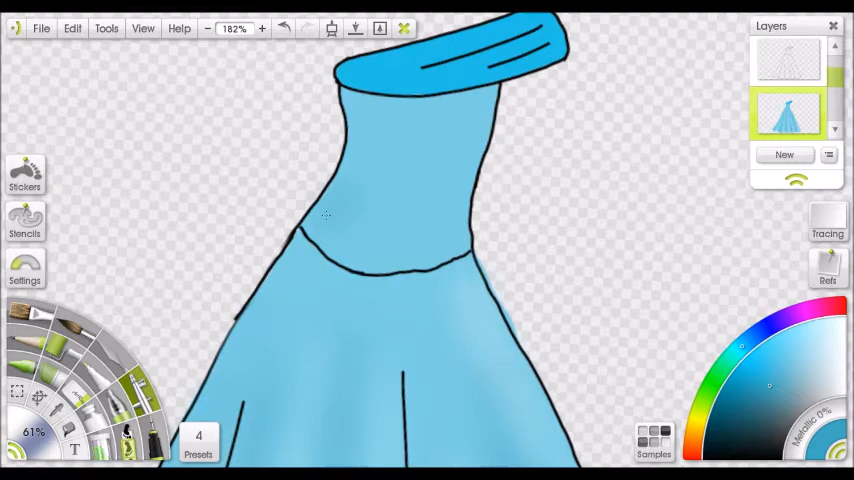 File Edit Tools View Help 182%
Layers
New
Stickers
Stencils
Settings
Tracing
Refs
61%
T
4
Presets
Samples
Metallic 0%